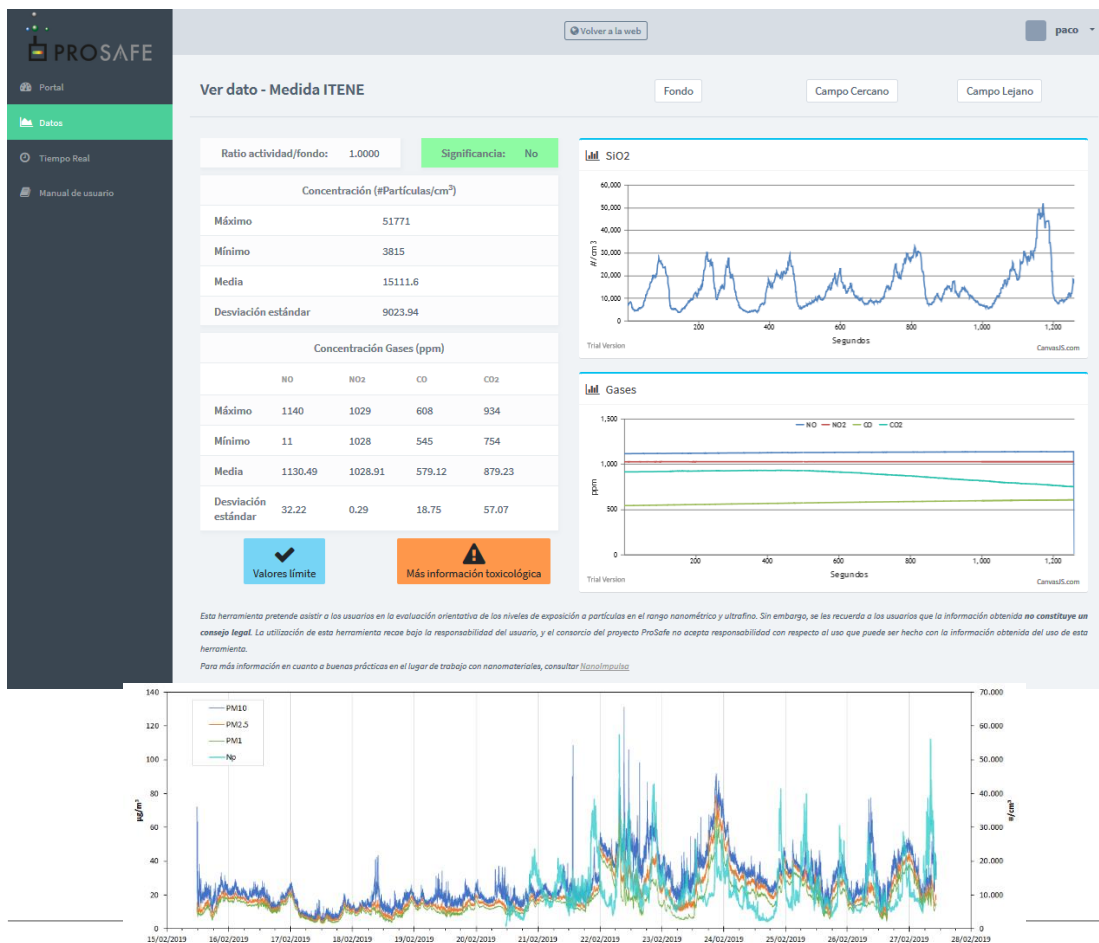 PROSAFE
Volver a la web
paco
Portal
Datos
Tiempo Real
Manual de usuario
Ver dato - Medida ITENE
Fondo
Campo Cercano
Campo Lejano
Ratio actividad/fondo: 1.0000
Significancia: No
Concentración (#Partículas/cm³)
Máximo 51771
Mínimo 3815
Media 15111.6
Desviación estándar 9023.94
Concentración Gases (ppm)
NO NO2 CO CO2
Máximo 1140 1029 608 934
Mínimo 11 1028 545 754
Media 1130.49 1028.91 579.12 879.23
Desviación
estándar 32.22 0.29 18.75 57.07
Valores límite
Más información toxicológica
SiO2
60,000
50,000
40,000
30,000
20,000
10,000
0
#/cm3
200 400 600 800 1,000 1,200
Segundos
Trial Version
CanvasJS.com
Gases
NO NO2 CO CO2
1,500
1,000
500
0
ppm
200 400 600 800 1,000 1,200
Segundos
Trial Version
CanvasJS.com
Esta herramienta pretende asistir a los usuarios en la evaluación orientativa de los niveles de exposición a partículas en el rango nanométrico y ultrafino. Sin embargo, se les recuerda a los usuarios que la información obtenida no constituye un
consejo legal. La utilización de esta herramienta recae bajo la responsabilidad del usuario, y el consorcio del proyecto ProSafe no acepta responsabilidad con respecto al uso que puede ser hecho con la información obtenida del uso de esta
herramienta.
Para más información en cuanto a buenas prácticas en el lugar de trabajo con nanomateriales, consultar NanoImpulsa
140
120
100
80
60
40
20
0
µg/m³
PM10
PM2.5
PM1
Np
70.000
60.000
50.000
40.000
30.000
20.000
10.000
0
#/cm³
15/02/2019 16/02/2019 17/02/2019 18/02/2019 19/02/2019 20/02/2019 21/02/2019 22/02/2019 23/02/2019 24/02/2019 25/02/2019 26/02/2019 27/02/2019 28/02/2019